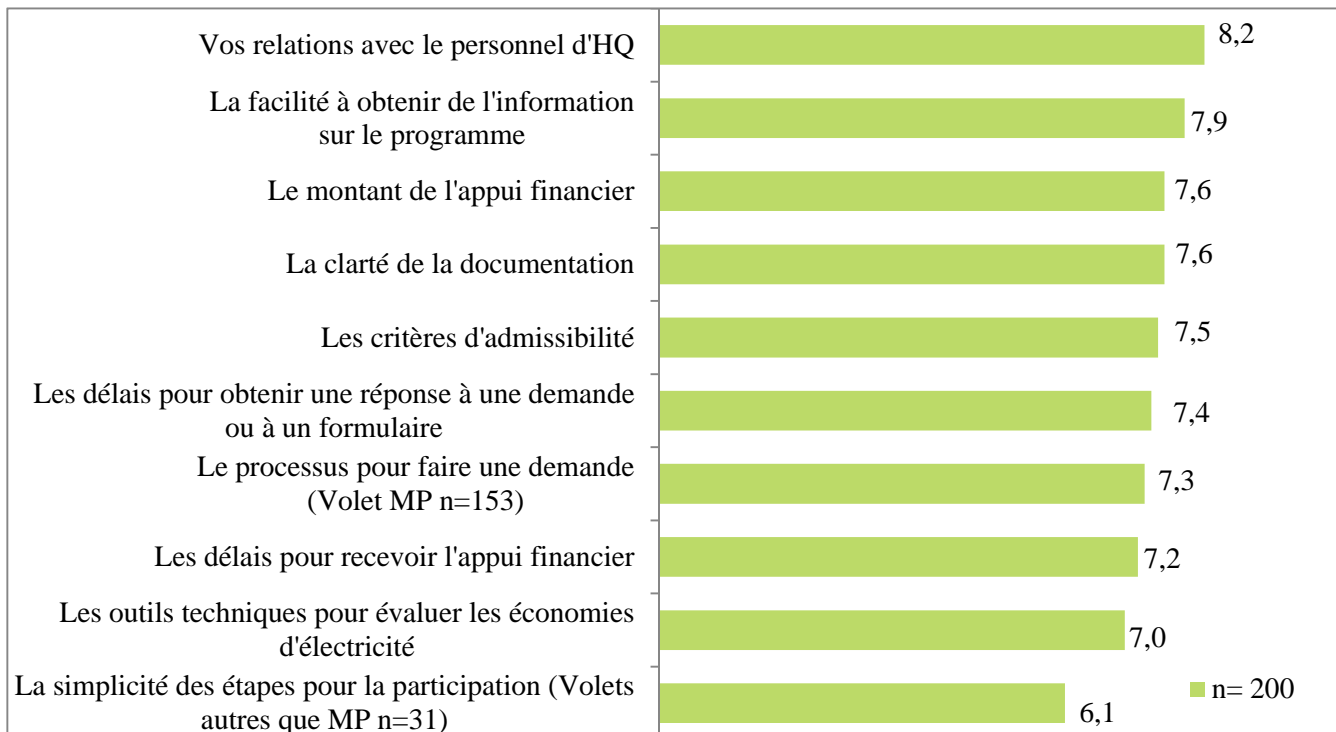 Vos relations avec le personnel d'HQ
8,2
La facilité à obtenir de l'information
sur le programme
7,9
Le montant de l'appui financier
7,6
La clarté de la documentation
7,6
Les critères d'admissibilité
7,5
Les délais pour obtenir une réponse à une demande
ou à un formulaire
7,4
Le processus pour faire une demande
(Volet MP n=153)
7,3
Les délais pour recevoir l'appui financier
7,2
Les outils techniques pour évaluer les économies
d'électricité
7,0
La simplicité des étapes pour la participation (Volets
autres que MP n=31)
6,1
n= 200